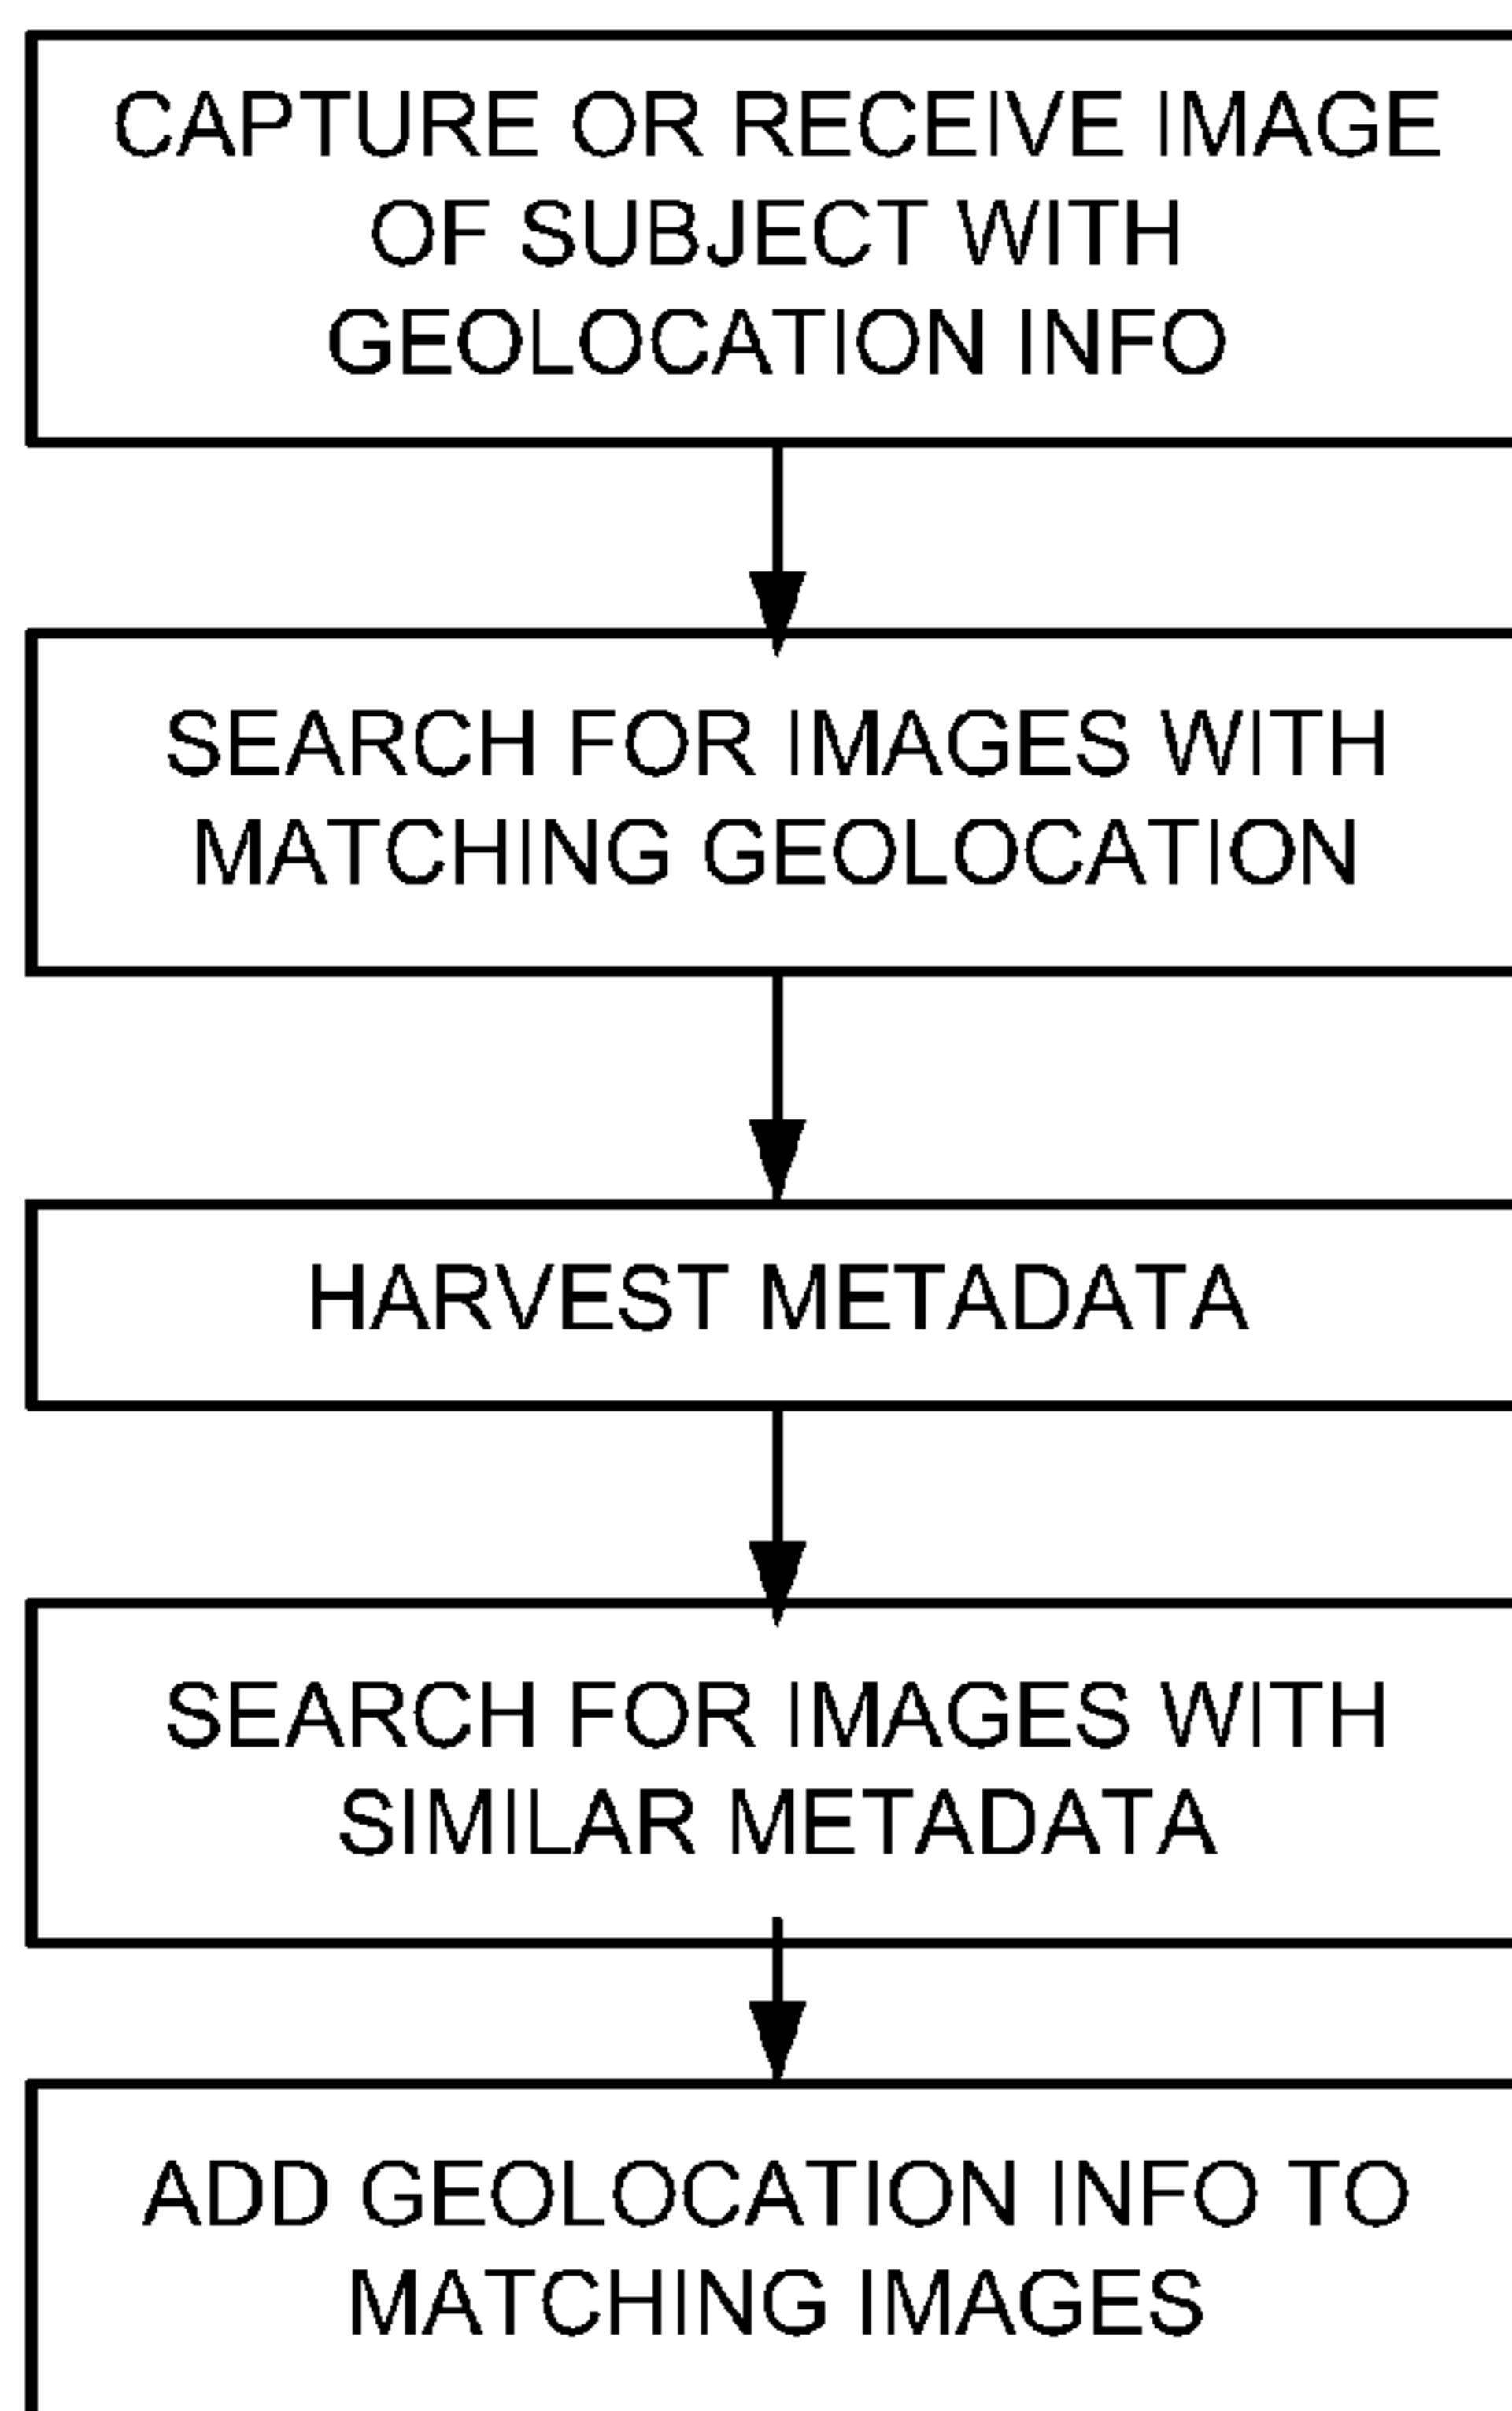 CAPTURE OR RECEIVE IMAGE
OF SUBJECT WITH
GEOLOCATION INFO
SEARCH FOR IMAGES WITH
MATCHING GEOLOCATION
HARVEST METADATA
SEARCH FOR IMAGES WITH
SIMILAR METADATA
ADD GEOLOCATION INFO TO
MATCHING IMAGES